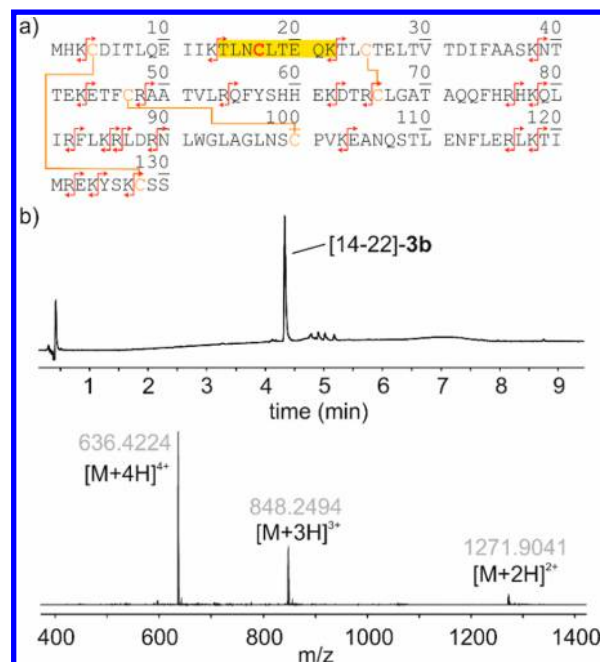 a)
10 20 30 40
MHKCDITLQE IIKTLNCLTE QKTLCTELTV TDIFAASKNT
50 60 70 80
TEKETFCRAA TVLRQFYSHH EKDTRCLGAT AQQFHRHKQL
90 100 110 120
IRFLKRLDRN LWGLAGLNSC PVKEANQSTL ENFLERLKTI
130
MREKYSKCSS
b)
[14-22]-3b
1 2 3 4 5 6 7 8 9
time (min)
636.4224
[M+4H]4+
848.2494
[M+3H]3+
1271.9041
[M+2H]2+
400 600 800 1000 1200 1400
m/z